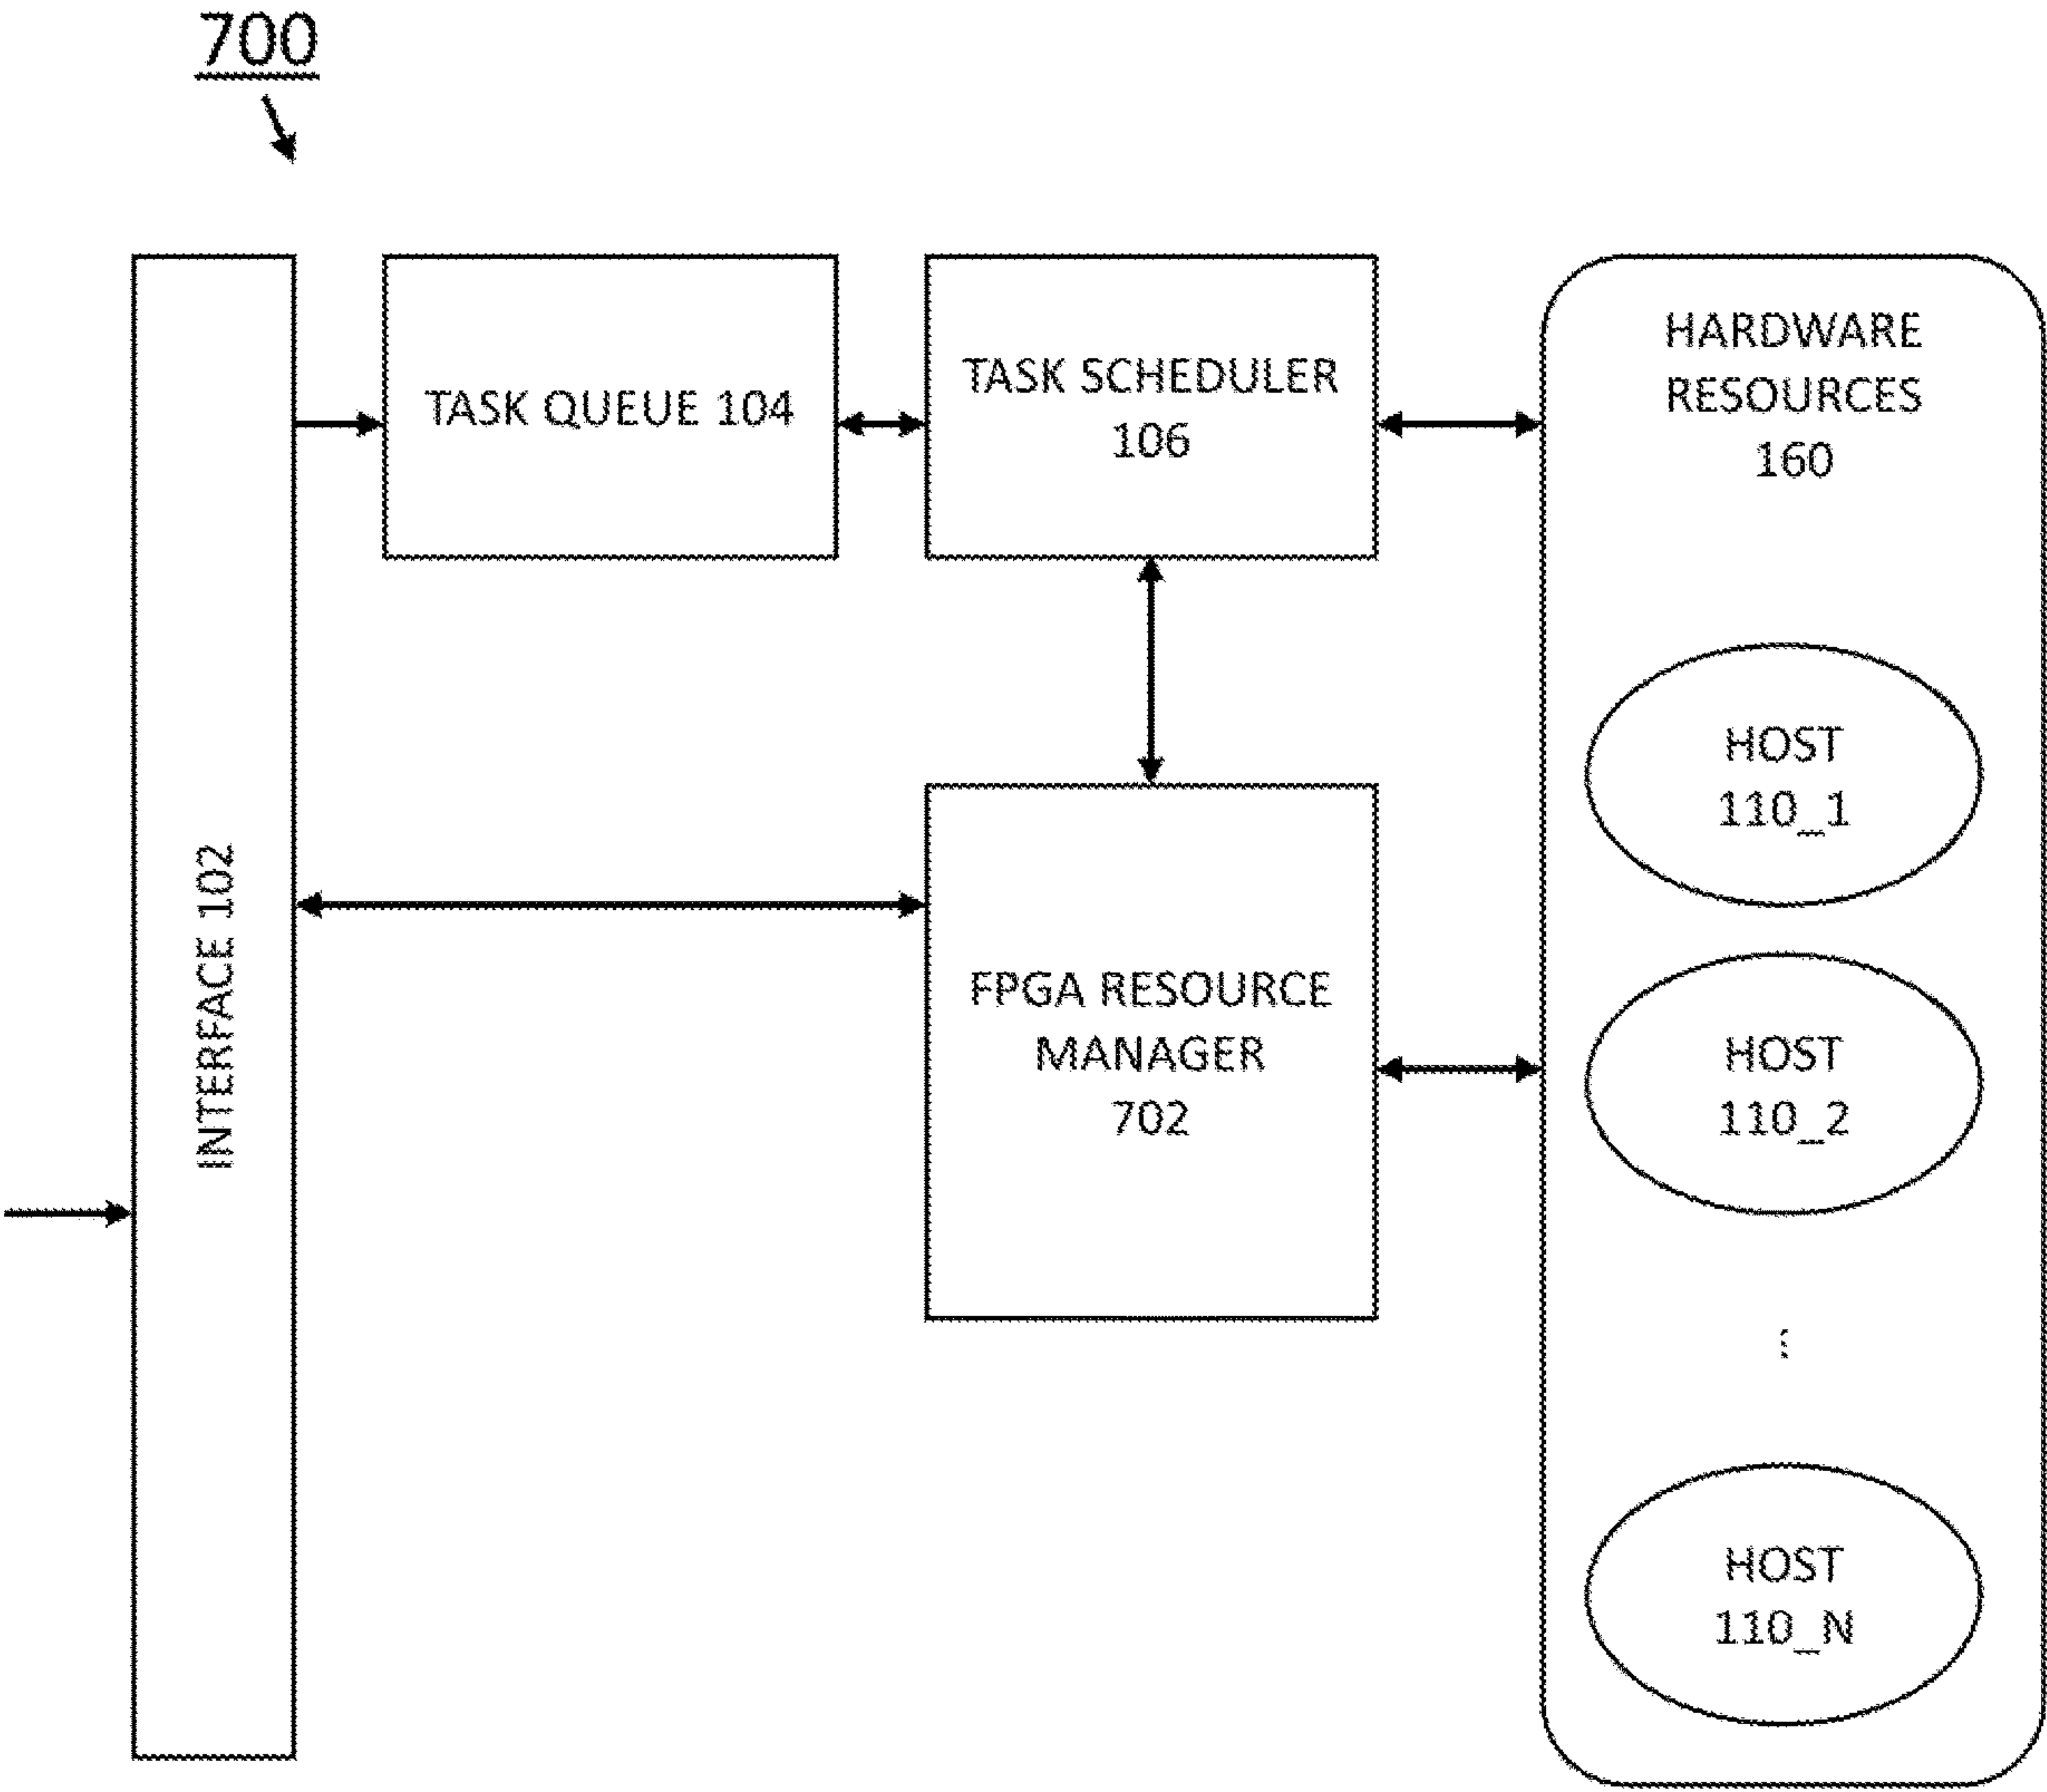 700
INTERFACE 102
TASK QUEUE 104
TASK SCHEDULER
106
FPGA RESOURCE
MANAGER
702
HARDWARE
RESOURCES
160
HOST
110_1
HOST
110_2
⋮
HOST
110_N